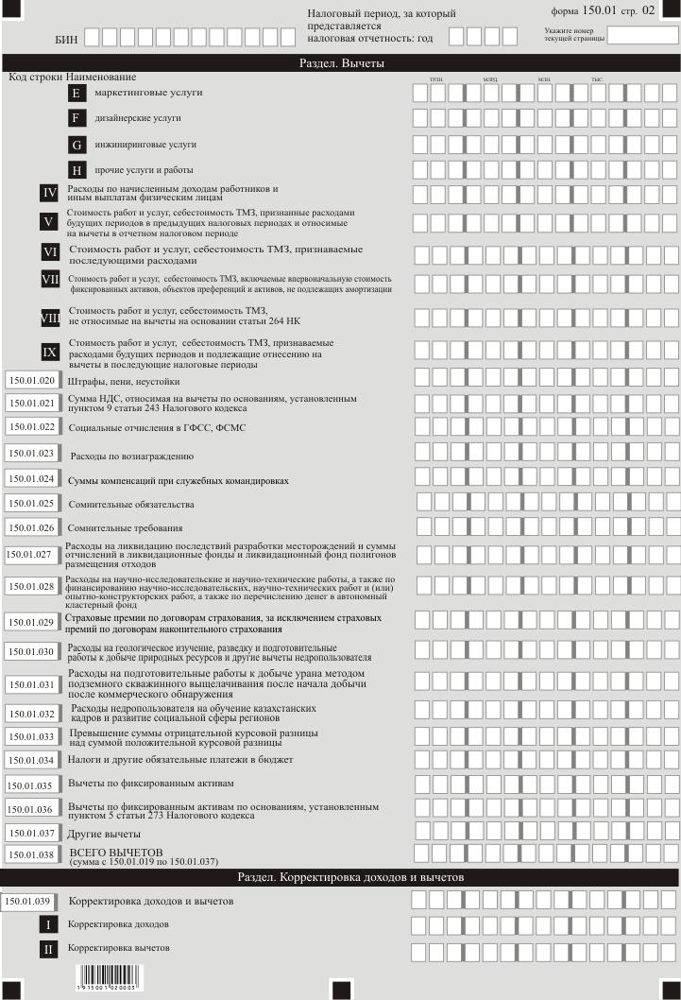 Налоговый период, за который
представляется
налоговая отчетность: год
форма 150.01 стр. 02
БИН
Укажите номер
текущей страницы
Раздел. Вычеты
Код строки Наименование
трлн. млрд. млн. тыс.
E маркетинговые услуги
F дизайнерские услуги
G инжиниринговые услуги
H прочие услуги и работы
IV Расходы по начисленным доходам работников и
иным выплатам физическим лицам
V Стоимость работ и услуг, себестоимость ТМЗ, признанные расходами
будущих периодов в предыдущих налоговых периодах и относимые
на вычеты в отчетном налоговом периоде
VI Стоимость работ и услуг, себестоимость ТМЗ, признаваемые
последующими расходами
VII Стоимость работ и услуг, себестоимость ТМЗ, включаемые впервоначальную стоимость
фиксированных активов, объектов преференций и активов, не подлежащих амортизации
VIII Стоимость работ и услуг, себестоимость ТМЗ,
не относимые на вычеты на основании статьи 264 НК
IX Стоимость работ и услуг, себестоимость ТМЗ, признаваемые
расходами будущих периодов и подлежащие отнесению на
вычеты в последующие налоговые периоды
150.01.020 Штрафы, пени, неустойки
150.01.021 Сумма НДС, относимая на вычеты по основаниям, установленным
пунктом 9 статьи 243 Налогового кодекса
150.01.022 Социальные отчисления в ГФСС, ФСМС
150.01.023 Расходы по вознаграждению
150.01.024 Суммы компенсаций при служебных командировках
150.01.025 Сомнительные обязательства
150.01.026 Сомнительные требования
150.01.027 Расходы на ликвидацию последствий разработки месторождений и суммы
отчислений в ликвидационные фонды и ликвидационный фонд полигонов
размещения отходов
150.01.028 Расходы на научно-исследовательские и научно-технические работы, а также по
финансированию научно-исследовательских, научно-технических работ и (или)
опытно-конструкторских работ, а также по перечислению денег в автономный
кластерный фонд
150.01.029 Страховые премии по договорам страхования, за исключением страховых
премий по договорам накопительного страхования
150.01.030 Расходы на геологическое изучение, разведку и подготовительные
работы к добыче природных ресурсов и другие вычеты недропользователя
150.01.031 Расходы на подготовительные работы к добыче урана методом
подземного скважинного выщелачивания после начала добычи
после коммерческого обнаружения
150.01.032 Расходы недропользователя на обучение казахстанских
кадров и развитие социальной сферы регионов
150.01.033 Превышение суммы отрицательной курсовой разницы
над суммой положительной курсовой разницы
150.01.034 Налоги и другие обязательные платежи в бюджет
150.01.035 Вычеты по фиксированным активам
150.01.036 Вычеты по фиксированным активам по основаниям, установленным
пунктом 5 статьи 273 Налогового кодекса
150.01.037 Другие вычеты
150.01.038 ВСЕГО ВЫЧЕТОВ
(сумма с 150.01.019 по 150.01.037)
Раздел. Корректировка доходов и вычетов
150.01.039 Корректировка доходов и вычетов
I Корректировка доходов
II Корректировка вычетов
1915001020003